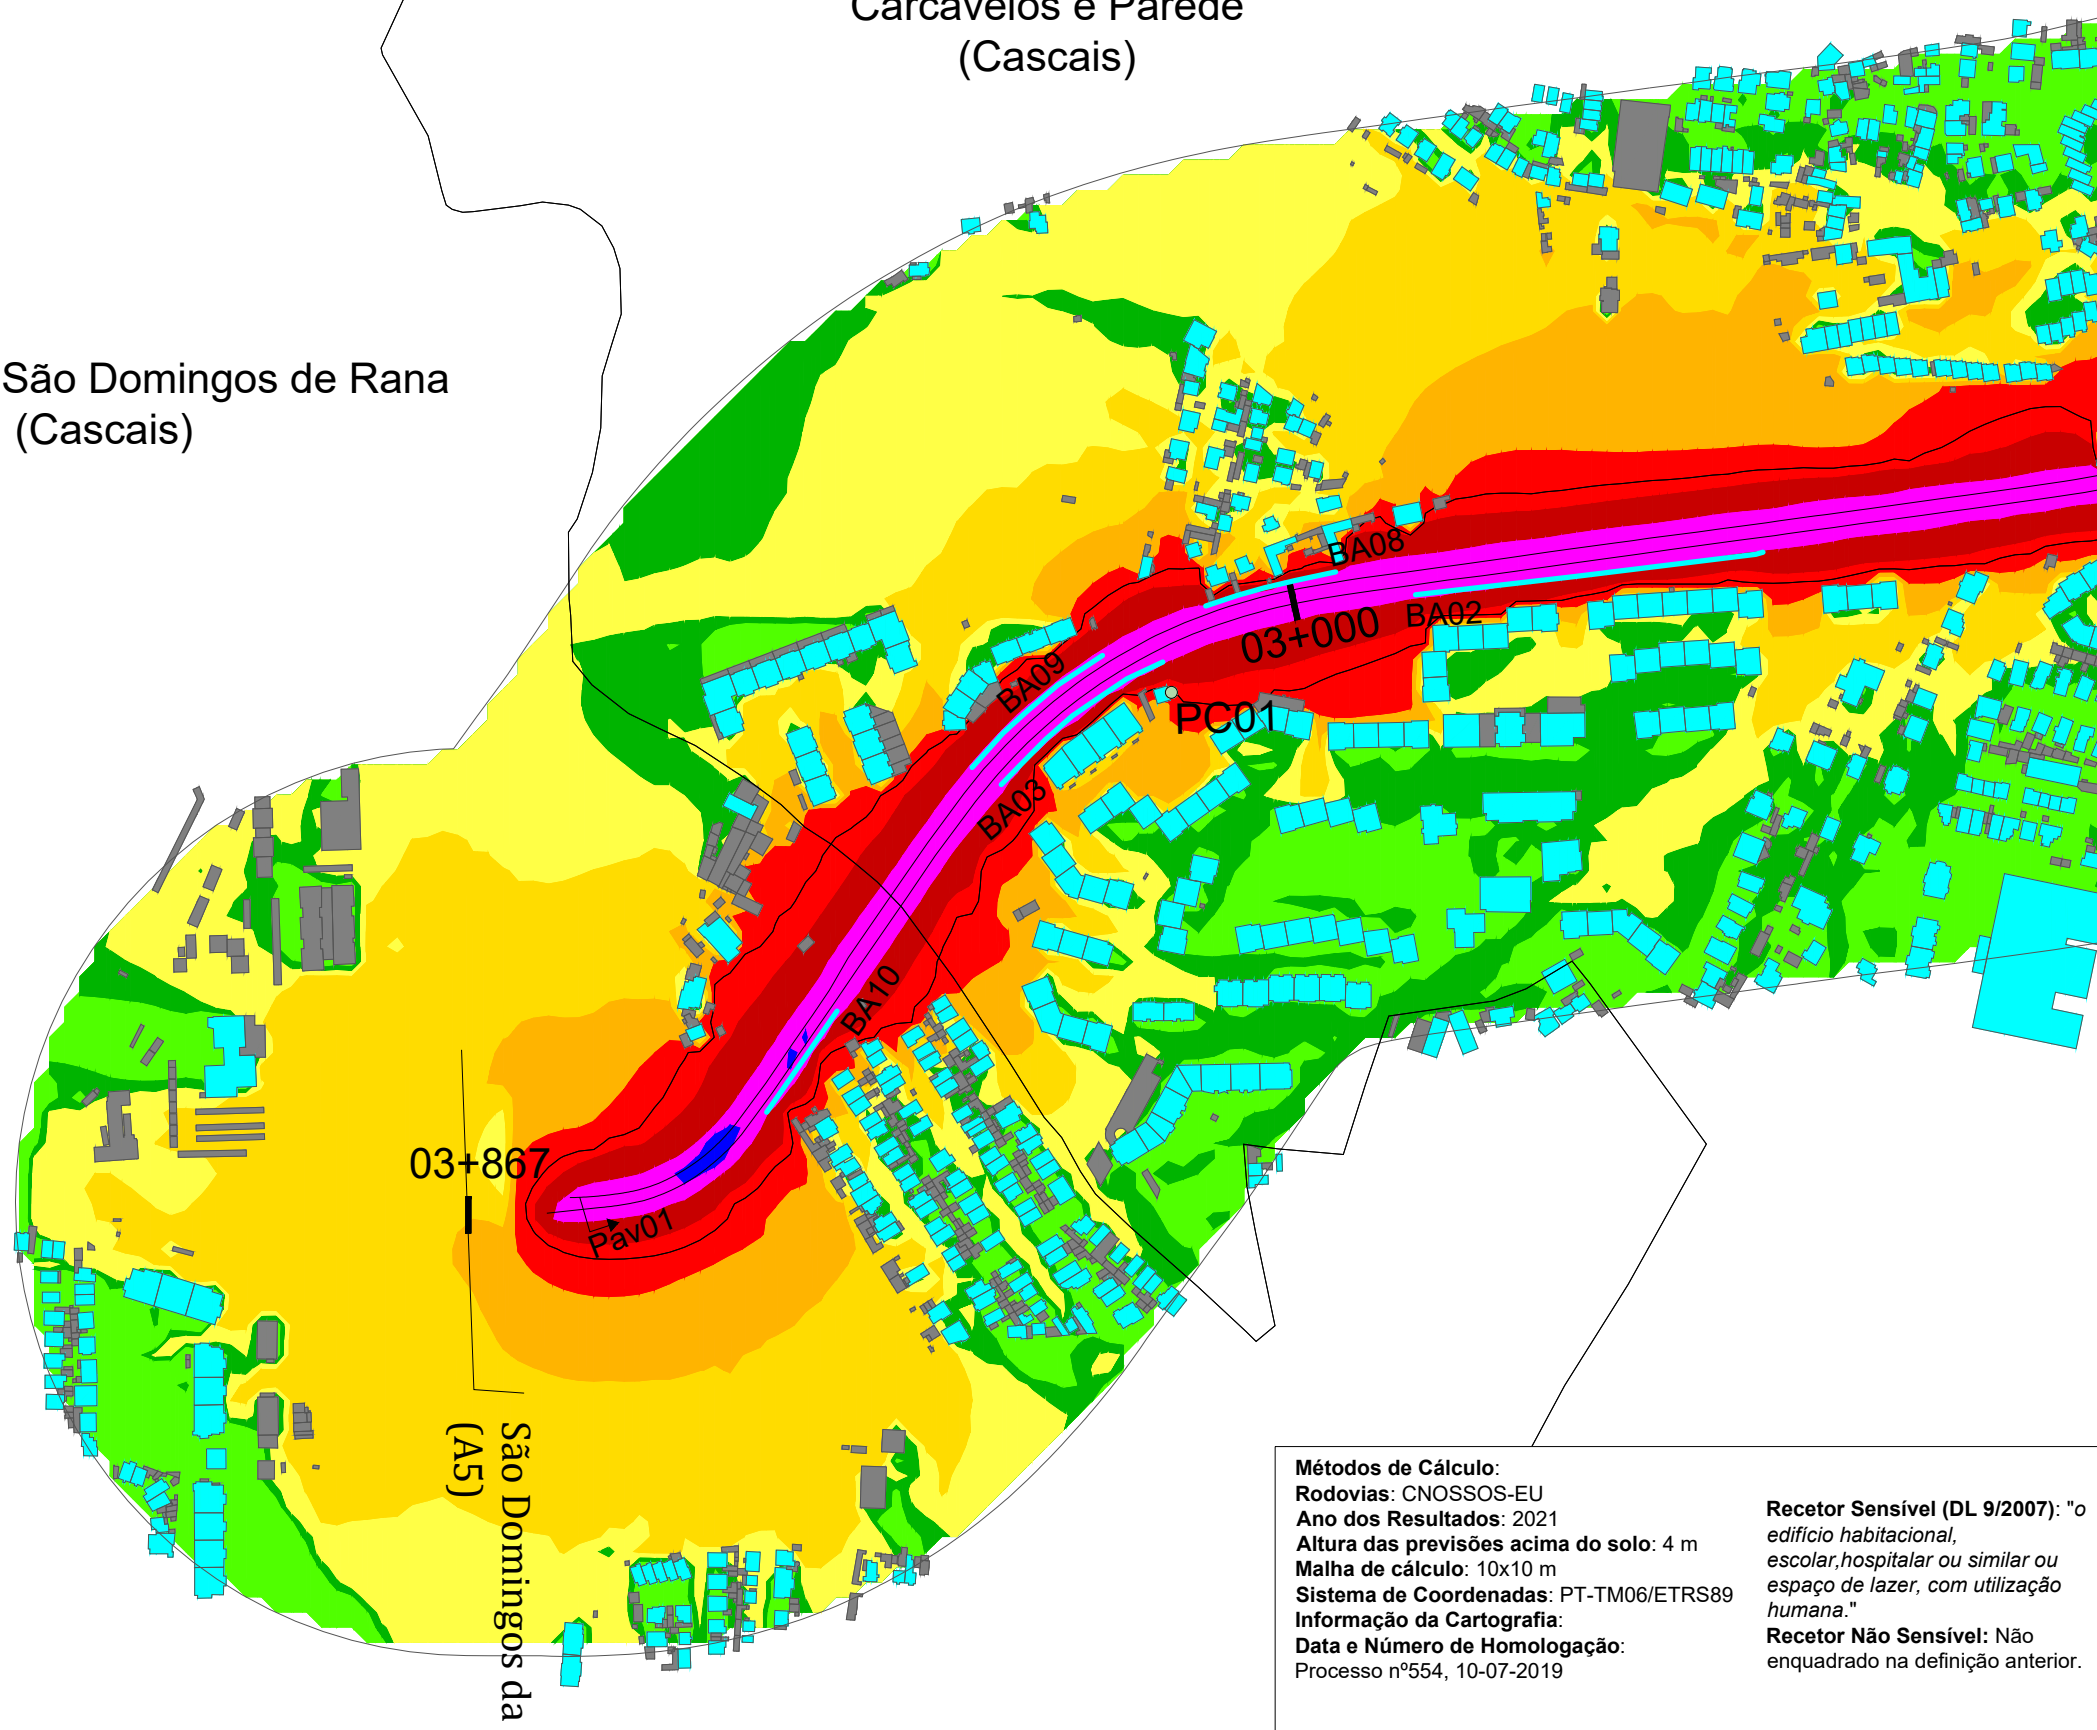 Carcavelos e Parede
(Cascais)
São Domingos de Rana
(Cascais)
BA08
BA02
03+000
BA09
PC01
BA03
BA10
03+867
Pav01
São Domingos da
(A5)
Métodos de Cálculo:
Rodovias: CNOSSOS-EU
Ano dos Resultados: 2021
Altura das previsões acima do solo: 4 m
Malha de cálculo: 10x10 m
Sistema de Coordenadas: PT-TM06/ETRS89
Informação da Cartografia:
Data e Número de Homologação:
Processo nº554, 10-07-2019
Recetor Sensível (DL 9/2007): "o
edifício habitacional,
escolar,hospitalar ou similar ou
espaço de lazer, com utilização
humana."
Recetor Não Sensível: Não
enquadrado na definição anterior.